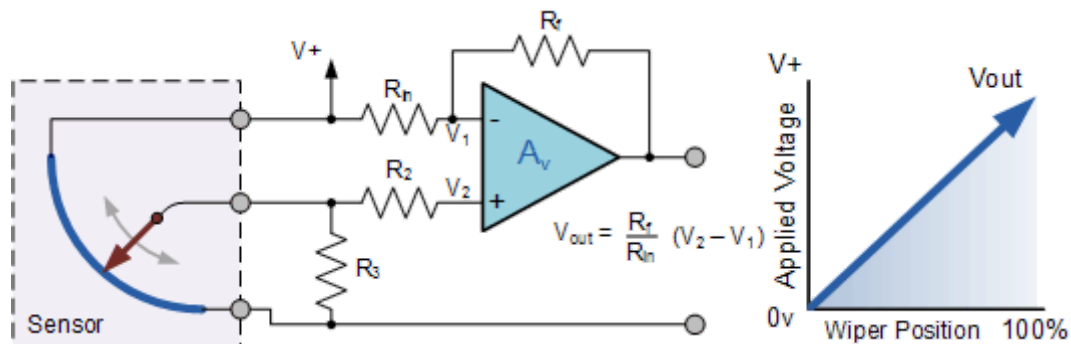 V+
Rin
Rf
V1
-
Av
R2
V2
+
R3
Vout = Rf/Rin (V2 – V1)
Sensor
V+
Vout
Applied Voltage
0v
Wiper Position 100%